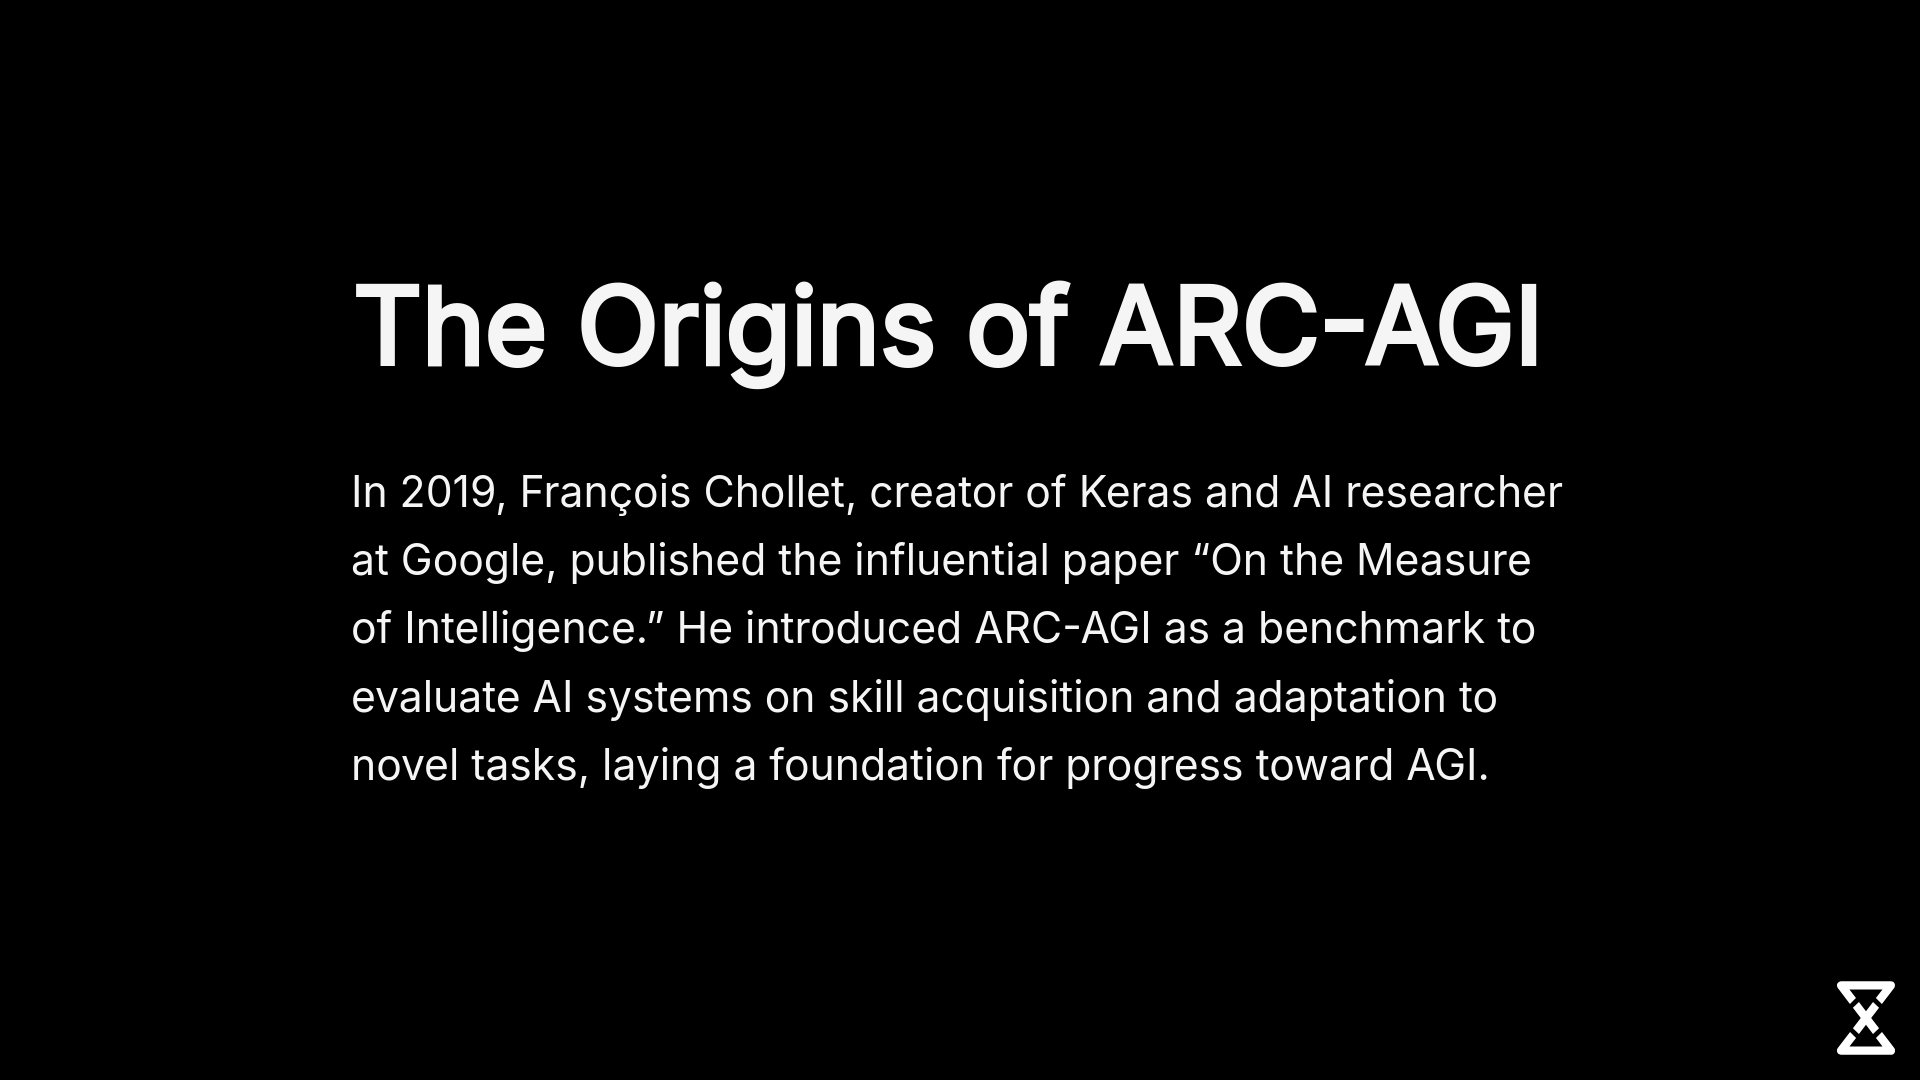 The Origins of ARC-AGI
In 2019, François Chollet, creator of Keras and AI researcher
at Google, published the influential paper “On the Measure
of Intelligence.” He introduced ARC-AGI as a benchmark to
evaluate AI systems on skill acquisition and adaptation to
novel tasks, laying a foundation for progress toward AGI.